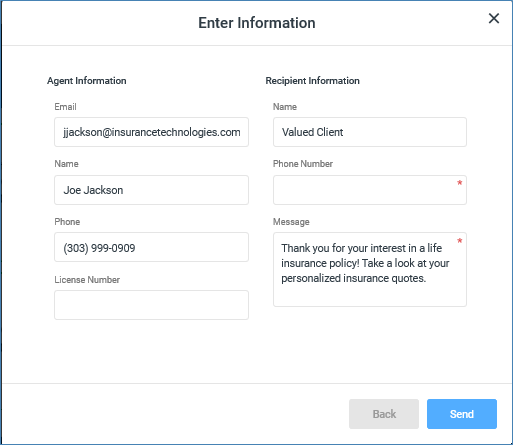 Enter Information
Agent Information
Email
jjackson@insurancetechnologies.com
Name
Joe Jackson
Phone
(303) 999-0909
License Number
Recipient Information
Name
Valued Client
Phone Number
*
Message
*
Thank you for your interest in a life
insurance policy! Take a look at your
personalized insurance quotes.
Back
Send